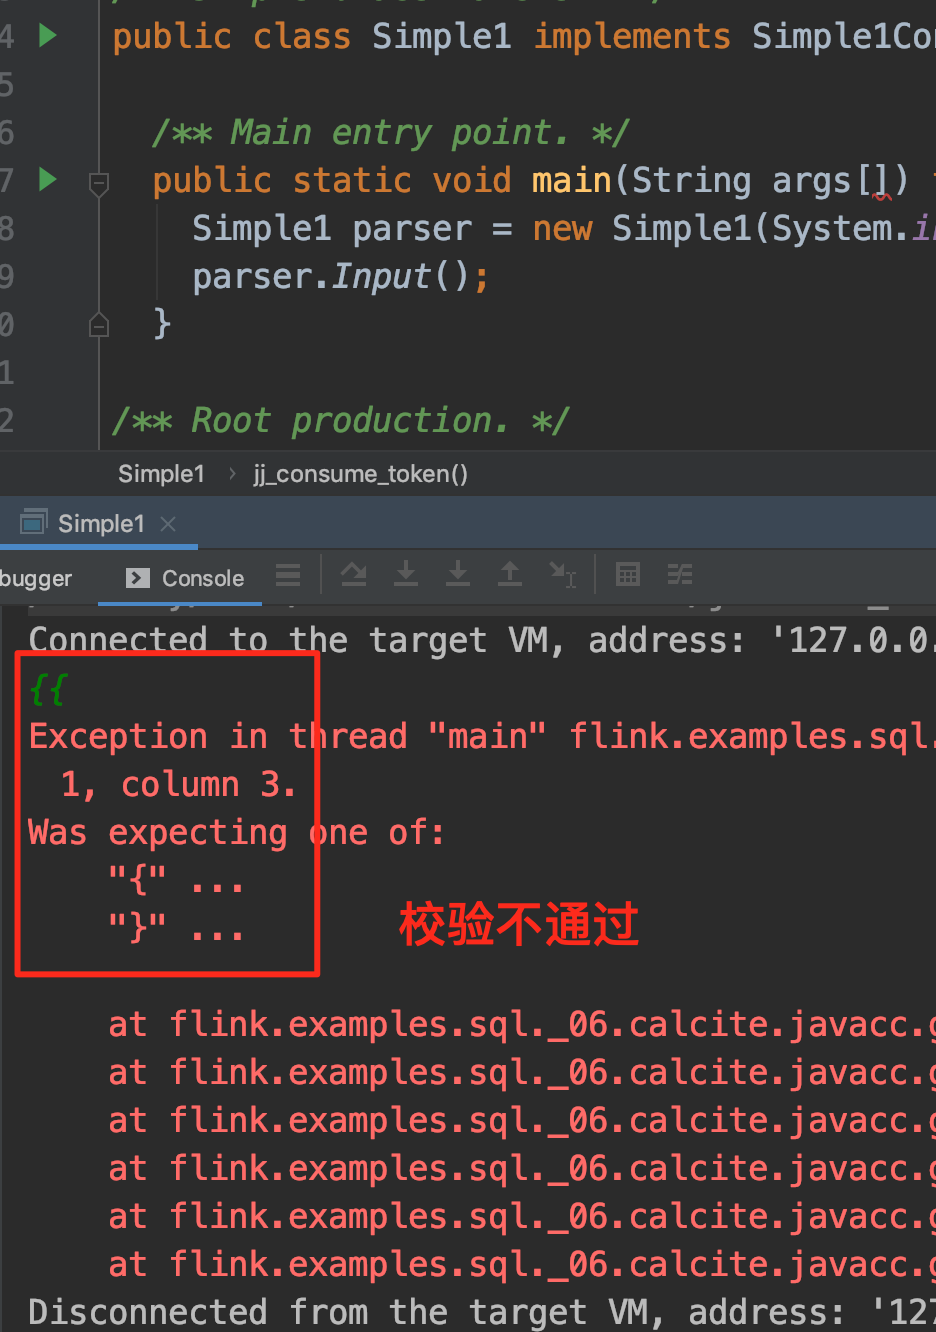 4 public class Simple1 implements Simple1Con
5
6 /** Main entry point. */
7 public static void main(String args[])
8 Simple1 parser = new Simple1(System.in
9 parser.Input();
0 }
1
2 /** Root production. */
Simple1 › jj_consume_token()
Simple1
bugger Console
Connected to the target VM, address: '127.0.0.
{{
Exception in thread "main" flink.examples.sql.
1, column 3.
Was expecting one of:
"{" ...
"}" ...
校验不通过
at flink.examples.sql._06.calcite.javacc.g
at flink.examples.sql._06.calcite.javacc.g
at flink.examples.sql._06.calcite.javacc.g
at flink.examples.sql._06.calcite.javacc.g
at flink.examples.sql._06.calcite.javacc.g
at flink.examples.sql._06.calcite.javacc.g
Disconnected from the target VM, address: '127